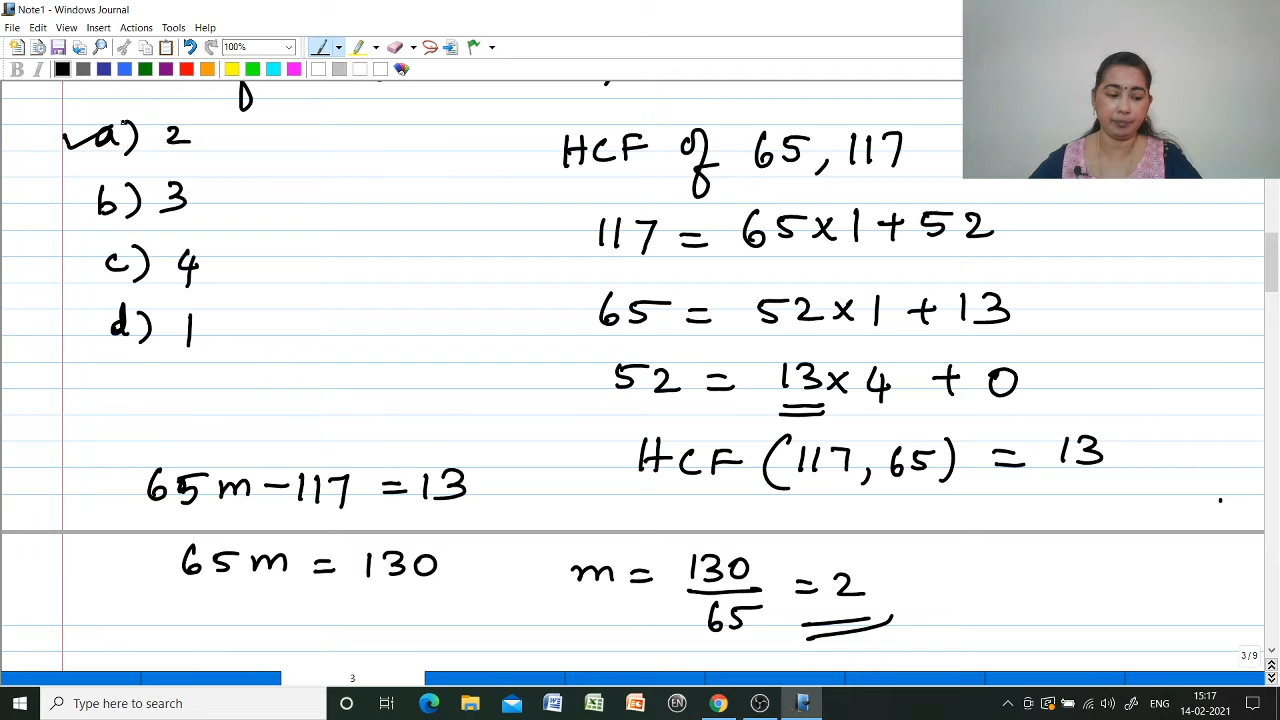 Note1 - Windows Journal
File Edit View Insert Actions Tools Help
100%
B I
a) 2
b) 3
c) 4
d) 1
HCF of 65, 117
117 = 65 x 1 + 52
65 = 52 x 1 + 13
52 = 13 x 4 + 0
HCF (117, 65) = 13
65m - 117 = 13
65m = 130
m = 130/65 = 2
3/9
3
Type here to search
EN
ENG
15:17
14-02-2021